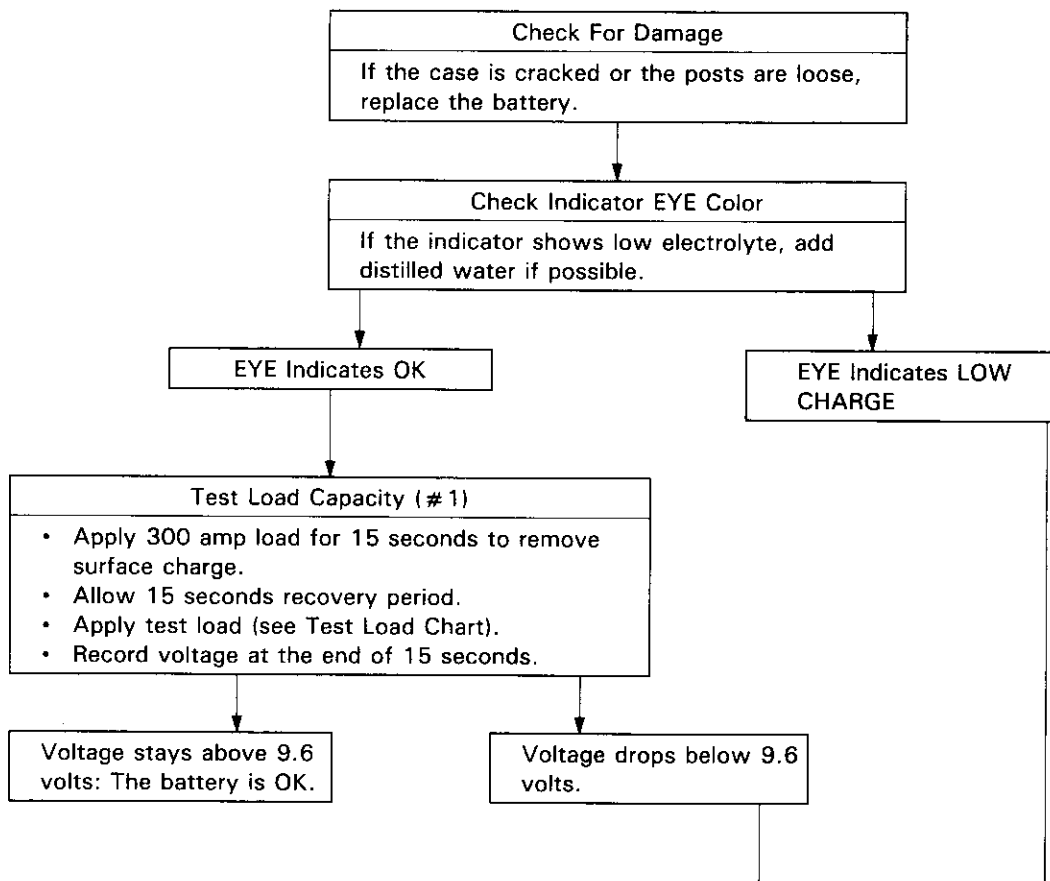 Check For Damage
If the case is cracked or the posts are loose,
replace the battery.
Check Indicator EYE Color
If the indicator shows low electrolyte, add
distilled water if possible.
EYE Indicates OK
EYE Indicates LOW
CHARGE
Test Load Capacity (#1)
• Apply 300 amp load for 15 seconds to remove
surface charge.
• Allow 15 seconds recovery period.
• Apply test load (see Test Load Chart).
• Record voltage at the end of 15 seconds.
Voltage stays above 9.6
volts: The battery is OK.
Voltage drops below 9.6
volts.